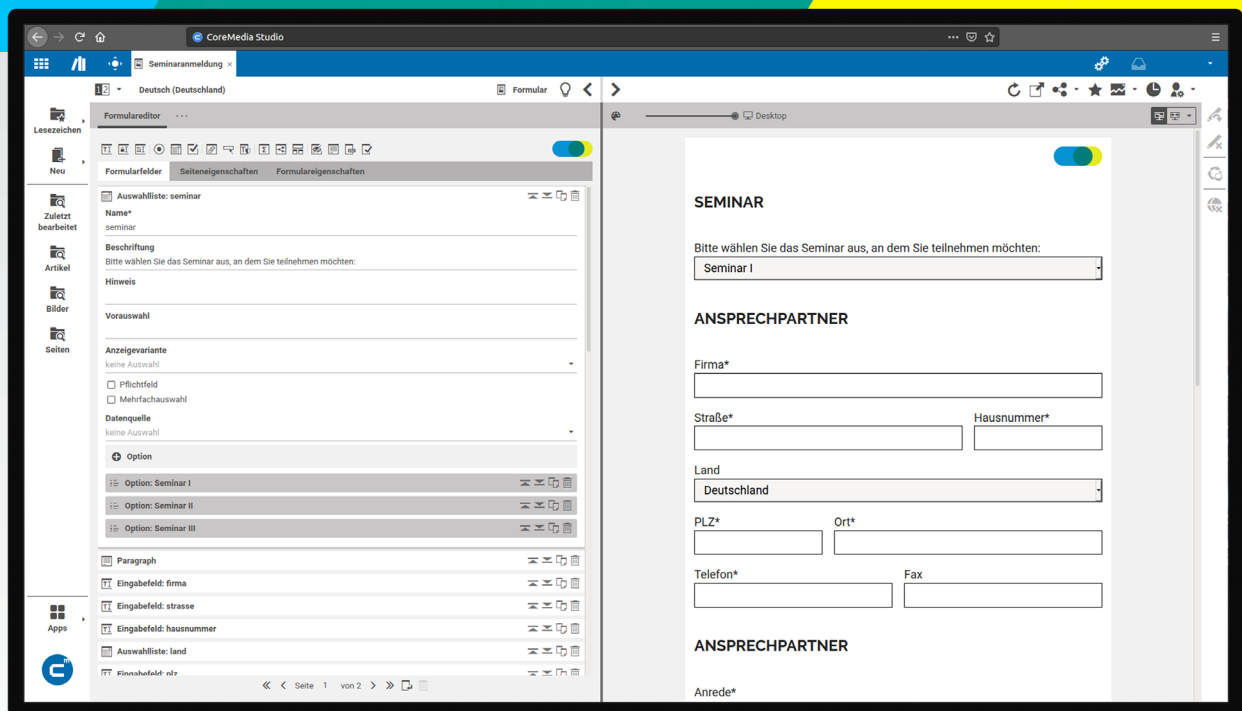 CoreMedia Studio
Seminaranmeldung
Deutsch (Deutschland)
Formular
Lesezeichen
Neu
Zuletzt
bearbeitet
Artikel
Bilder
Seiten
Apps
Formulareditor
Formularfelder Seiteneigenschaften Formulareigenschaften
Auswahlliste: seminar
Name*
seminar
Beschriftung
Bitte wählen Sie das Seminar aus, an dem Sie teilnehmen möchten:
Hinweis
Vorauswahl
Anzeigevariante
keine Auswahl
Pflichtfeld
Mehrfachauswahl
Datenquelle
keine Auswahl
Option
Option: Seminar I
Option: Seminar II
Option: Seminar III
Paragraph
Eingabefeld: firma
Eingabefeld: strasse
Eingabefeld: hausnummer
Auswahlliste: land
Eingabefeld: plz
Seite 1 von 2
Desktop
SEMINAR
Bitte wählen Sie das Seminar aus, an dem Sie teilnehmen möchten:
Seminar I
ANSPRECHPARTNER
Firma*
Straße* Hausnummer*
Land
Deutschland
PLZ* Ort*
Telefon* Fax
ANSPRECHPARTNER
Anrede*